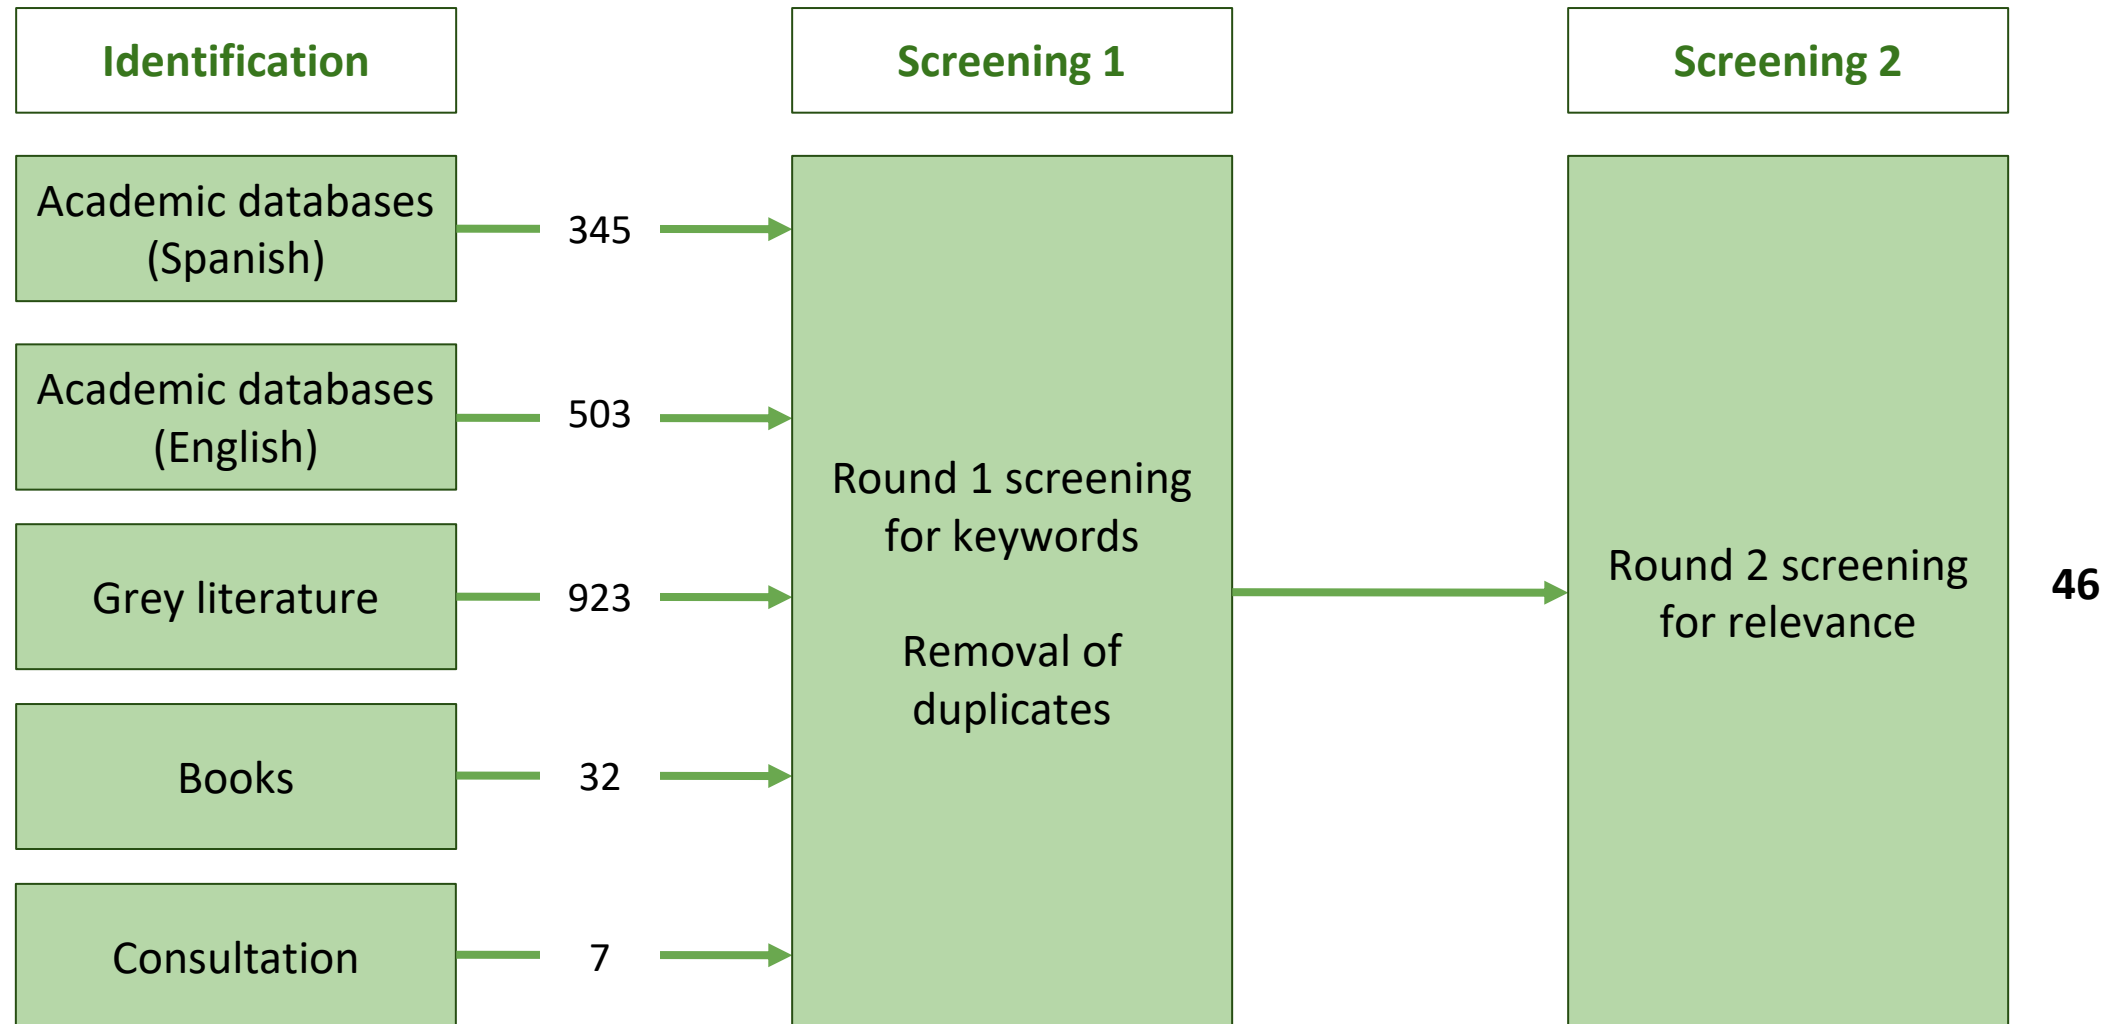 Identification
Screening 1
Screening 2
Academic databases
(Spanish)
345
Academic databases
(English)
503
Grey literature
923
Books
32
Consultation
7
Round 1 screening
for keywords
Removal of
duplicates
Round 2 screening
for relevance
46